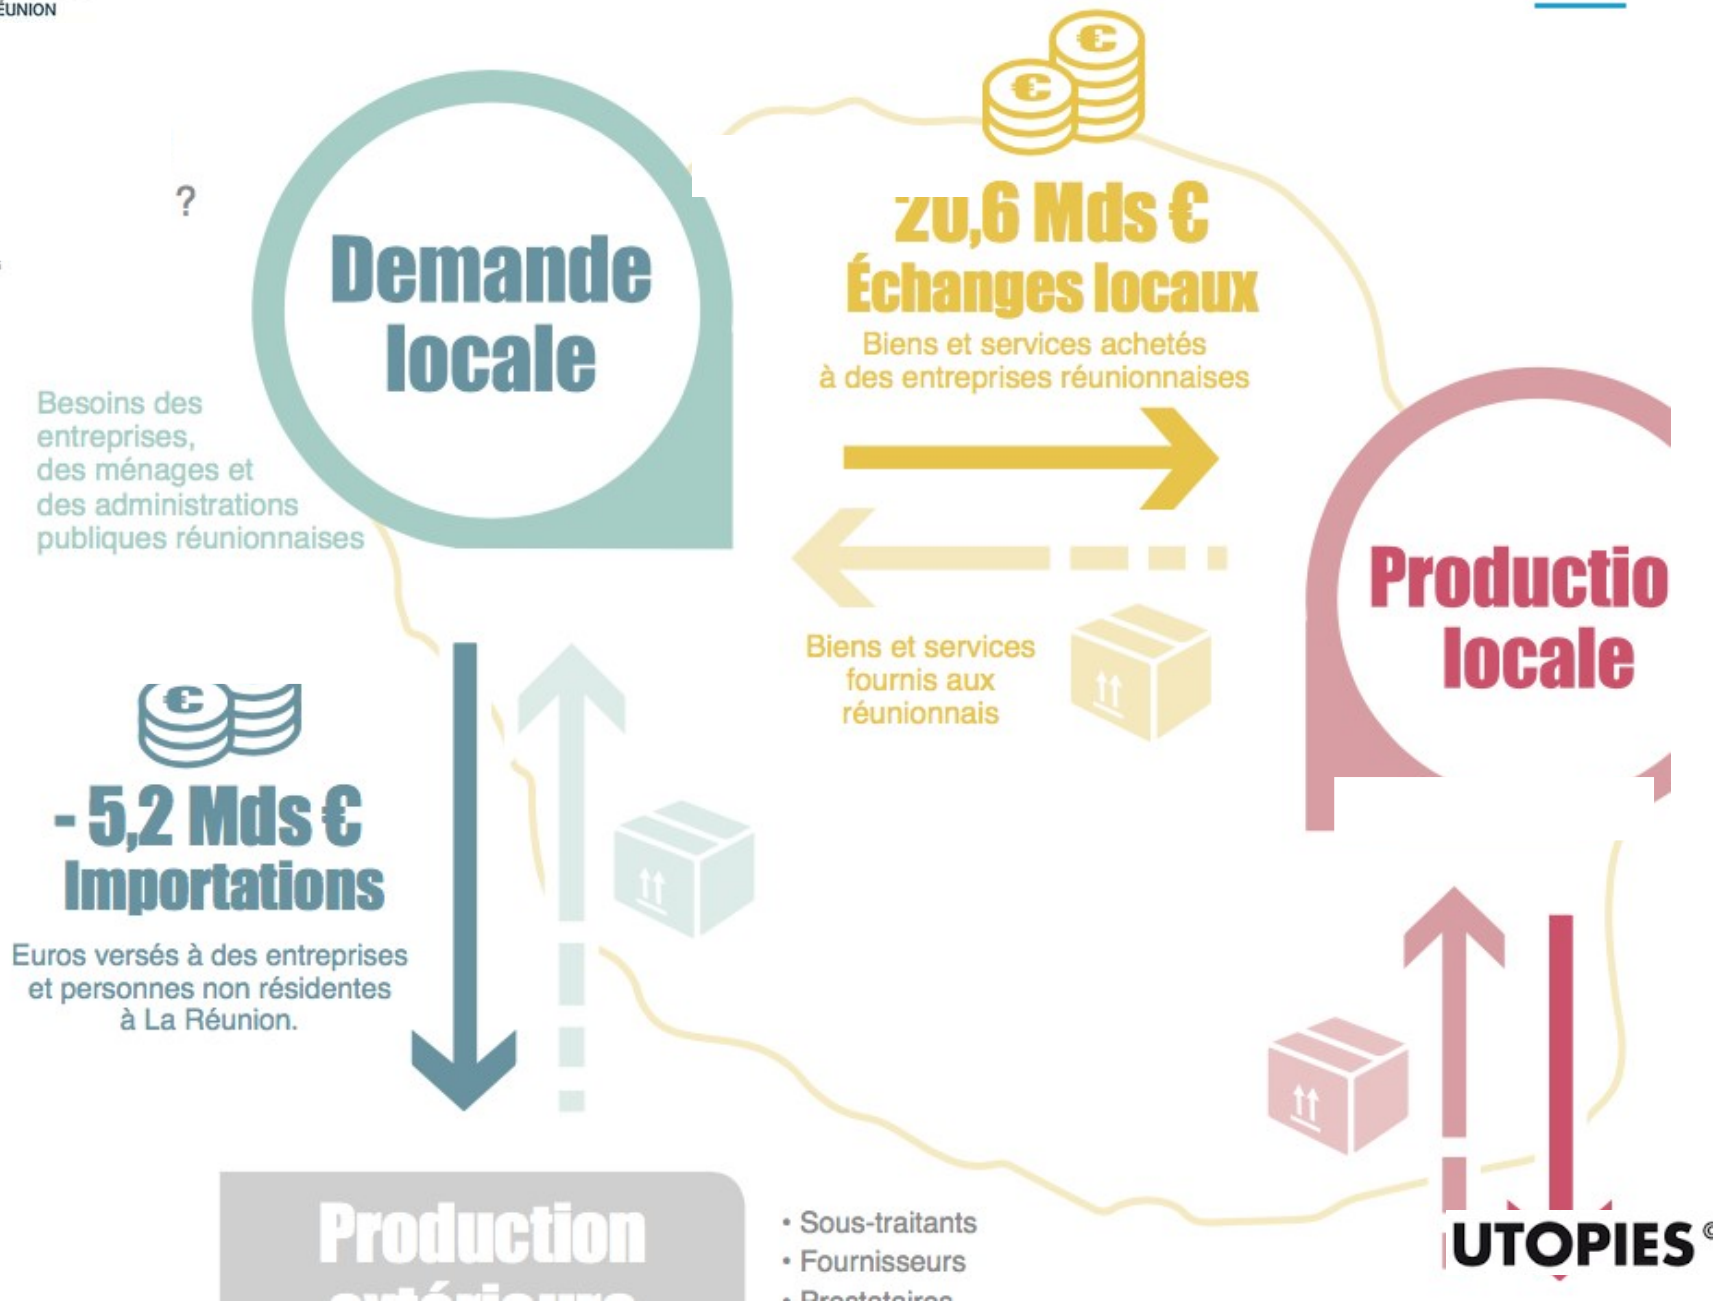 ?
Demande
locale
Besoins des
entreprises,
des ménages et
des administrations
publiques réunionnaises
€
€
20,6 Mds €
Échanges locaux
Biens et services achetés
à des entreprises réunionnaises
Biens et services
fournis aux
réunionnais
Productio
locale
€
- 5,2 Mds €
Importations
Euros versés à des entreprises
et personnes non résidentes
à La Réunion.
Production
extérieure
• Sous-traitants
• Fournisseurs
• Prestataires
UTOPIES ©